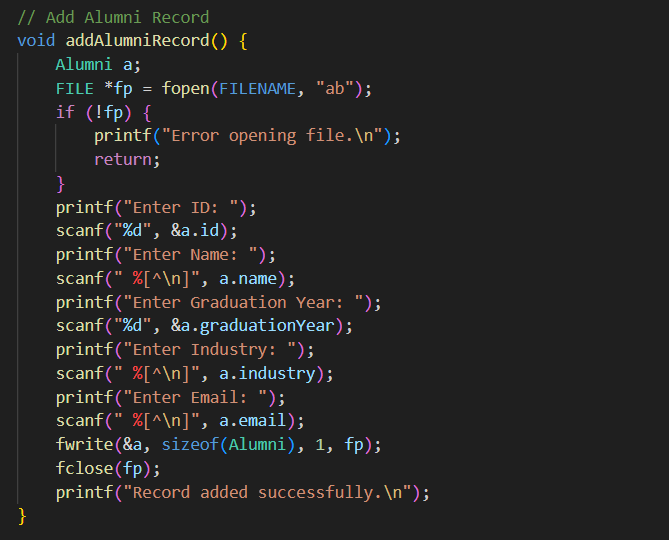 // Add Alumni Record
void addAlumniRecord() {
    Alumni a;
    FILE *fp = fopen(FILENAME, "ab");
    if (!fp) {
        printf("Error opening file.\n");
        return;
    }
    printf("Enter ID: ");
    scanf("%d", &a.id);
    printf("Enter Name: ");
    scanf(" %[^\n]", a.name);
    printf("Enter Graduation Year: ");
    scanf("%d", &a.graduationYear);
    printf("Enter Industry: ");
    scanf(" %[^\n]", a.industry);
    printf("Enter Email: ");
    scanf(" %[^\n]", a.email);
    fwrite(&a, sizeof(Alumni), 1, fp);
    fclose(fp);
    printf("Record added successfully.\n");
}